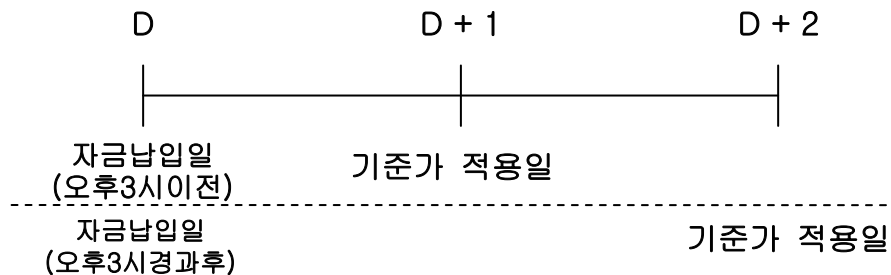 D D + 1 D + 2
자금납입일
(오후3시이전)
기준가 적용일
자금납입일
(오후3시경과후)
기준가 적용일